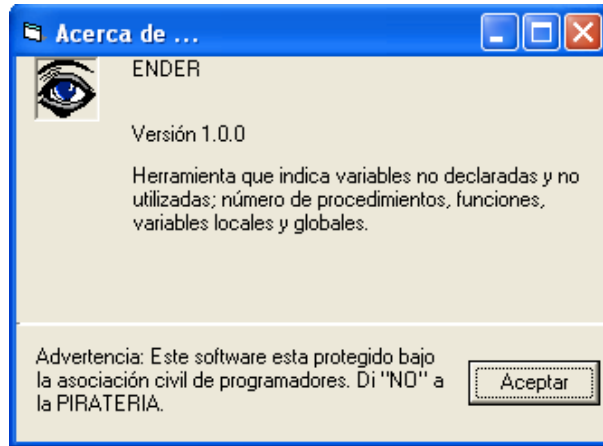 Acerca de ...
ENDER
Versión 1.0.0
Herramienta que indica variables no declaradas y no
utilizadas; número de procedimientos, funciones,
variables locales y globales.
Advertencia: Este software esta protegido bajo
la asociación civil de programadores. Di "NO" a
la PIRATERIA.
Aceptar